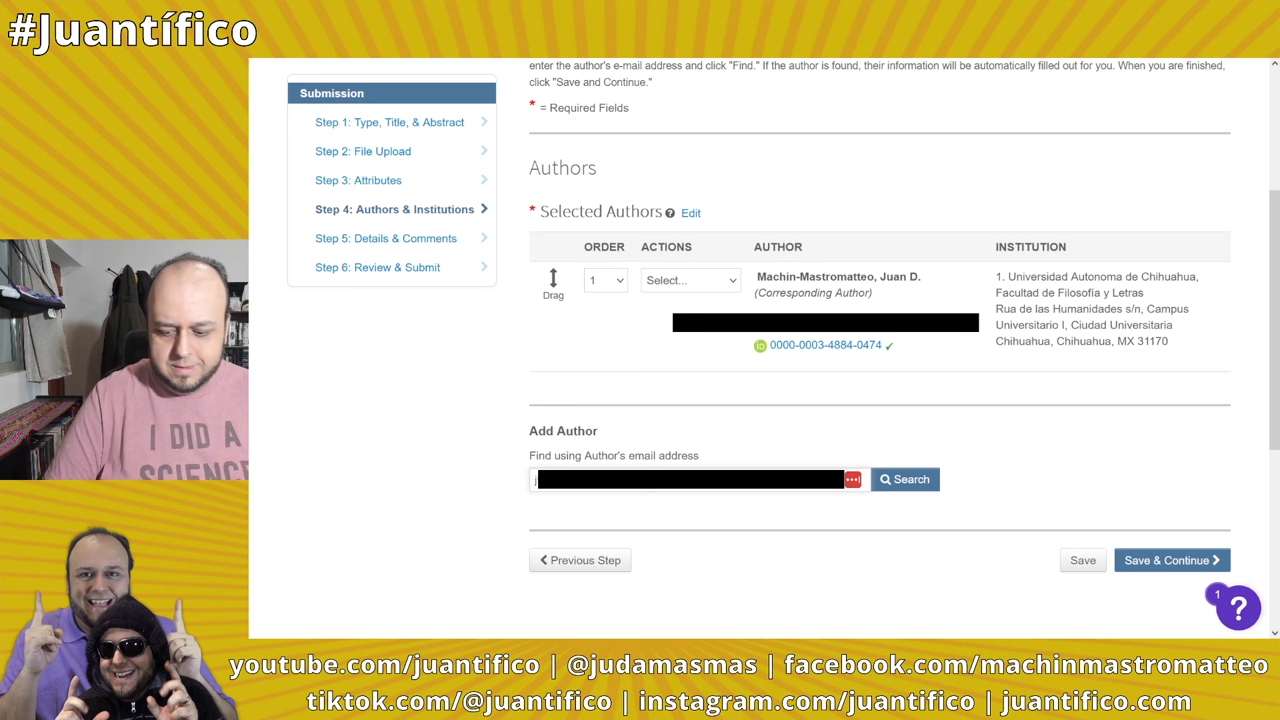 #Juantífico
enter the author's e-mail address and click "Find." If the author is found, their information will be automatically filled out for you. When you are finished,
click "Save and Continue."
* = Required Fields
Submission
Step 1: Type, Title, & Abstract
Step 2: File Upload
Step 3: Attributes
Step 4: Authors & Institutions
Step 5: Details & Comments
Step 6: Review & Submit
Authors
* Selected Authors ? Edit
ORDER ACTIONS AUTHOR INSTITUTION
Drag
1
Select...
Machin-Mastromatteo, Juan D.
(Corresponding Author)
iD 0000-0003-4884-0474 ✓
1. Universidad Autonoma de Chihuahua,
Facultad de Filosofía y Letras
Rua de las Humanidades s/n, Campus
Universitario I, Ciudad Universitaria
Chihuahua, Chihuahua, MX 31170
Add Author
Find using Author's email address
Search
Previous Step
Save
Save & Continue
1
?
I DID A
SCIENCE
youtube.com/juantifico | @judamasmas | facebook.com/machinmastromatteo
tiktok.com/@juantifico | instagram.com/juantifico | juantifico.com